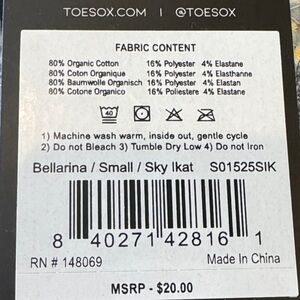 TOESOX.COM | @TOESOX
FABRIC CONTENT
80% Organic Cotton 16% Polyester 4% Elastane
80% Coton Organique 16% Polyester 4% Elasthanne
80% Baumwolle Organisch 16% Polyester 4% Elastan
80% Cotone Organico 16% Poliestere 4% Elastane
40
1) Machine wash warm, inside out, gentle cycle
2) Do not Bleach 3) Tumble Dry Low 4) Do not Iron
Bellarina / Small / Sky Ikat S01525SIK
8 40271 42816 1
RN # 148069 Made In China
MSRP - $20.00